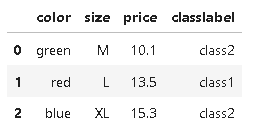 color size price classlabel
0 green M 10.1 class2
1 red L 13.5 class1
2 blue XL 15.3 class2